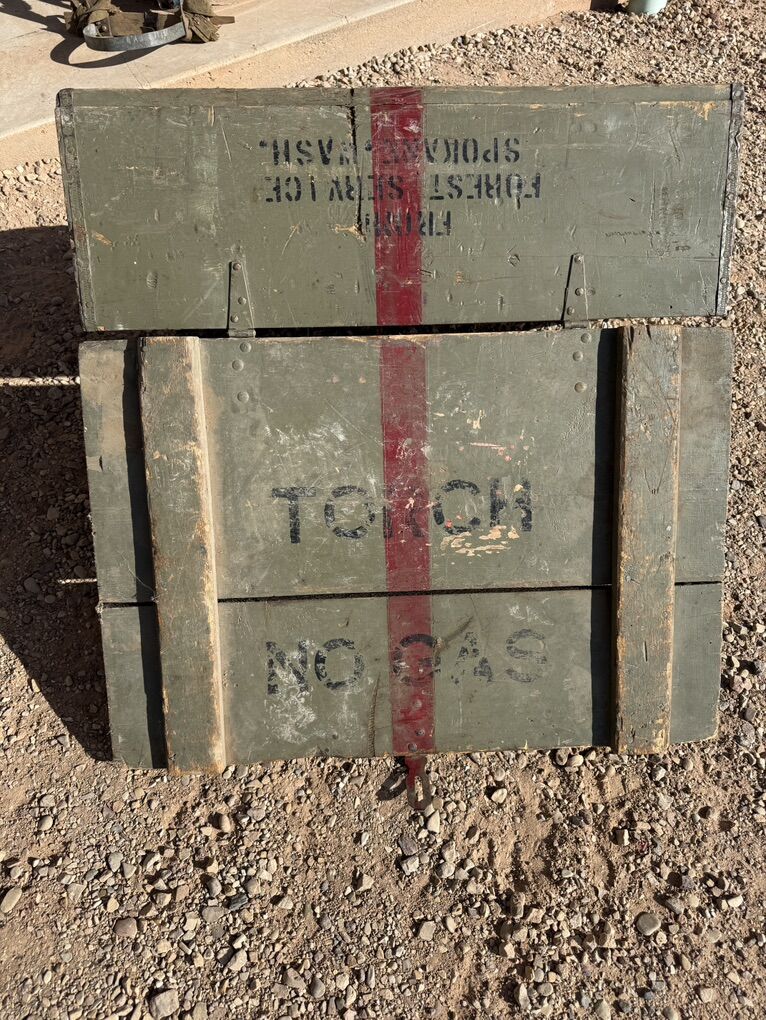 FROM
FOREST SERVICE
SPOKANE, WASH.
TORCH
NO GAS